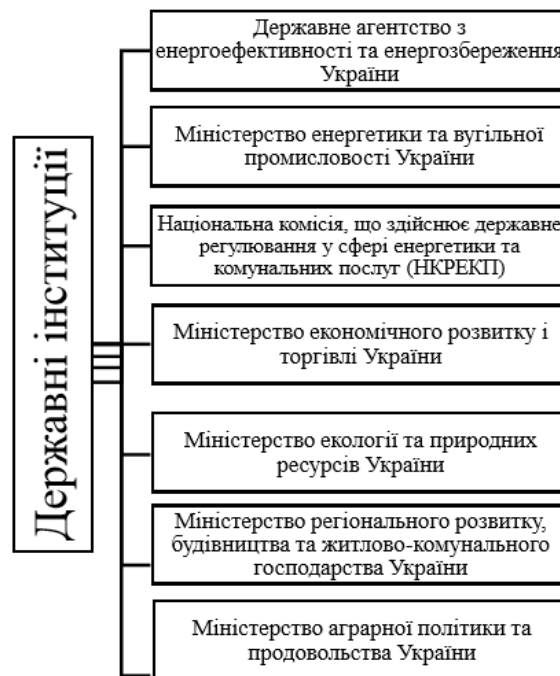 Державні інституції
Державне агентство з
енергоефективності та енергозбереження
України
Міністерство енергетики та вугільної
промисловості України
Національна комісія, що здійснює державне
регулювання у сфері енергетики та
комунальних послуг (НКРЕКП)
Міністерство економічного розвитку і
торгівлі України
Міністерство екології та природних
ресурсів України
Міністерство регіонального розвитку,
будівництва та житлово-комунального
господарства України
Міністерство аграрної політики та
продовольства України